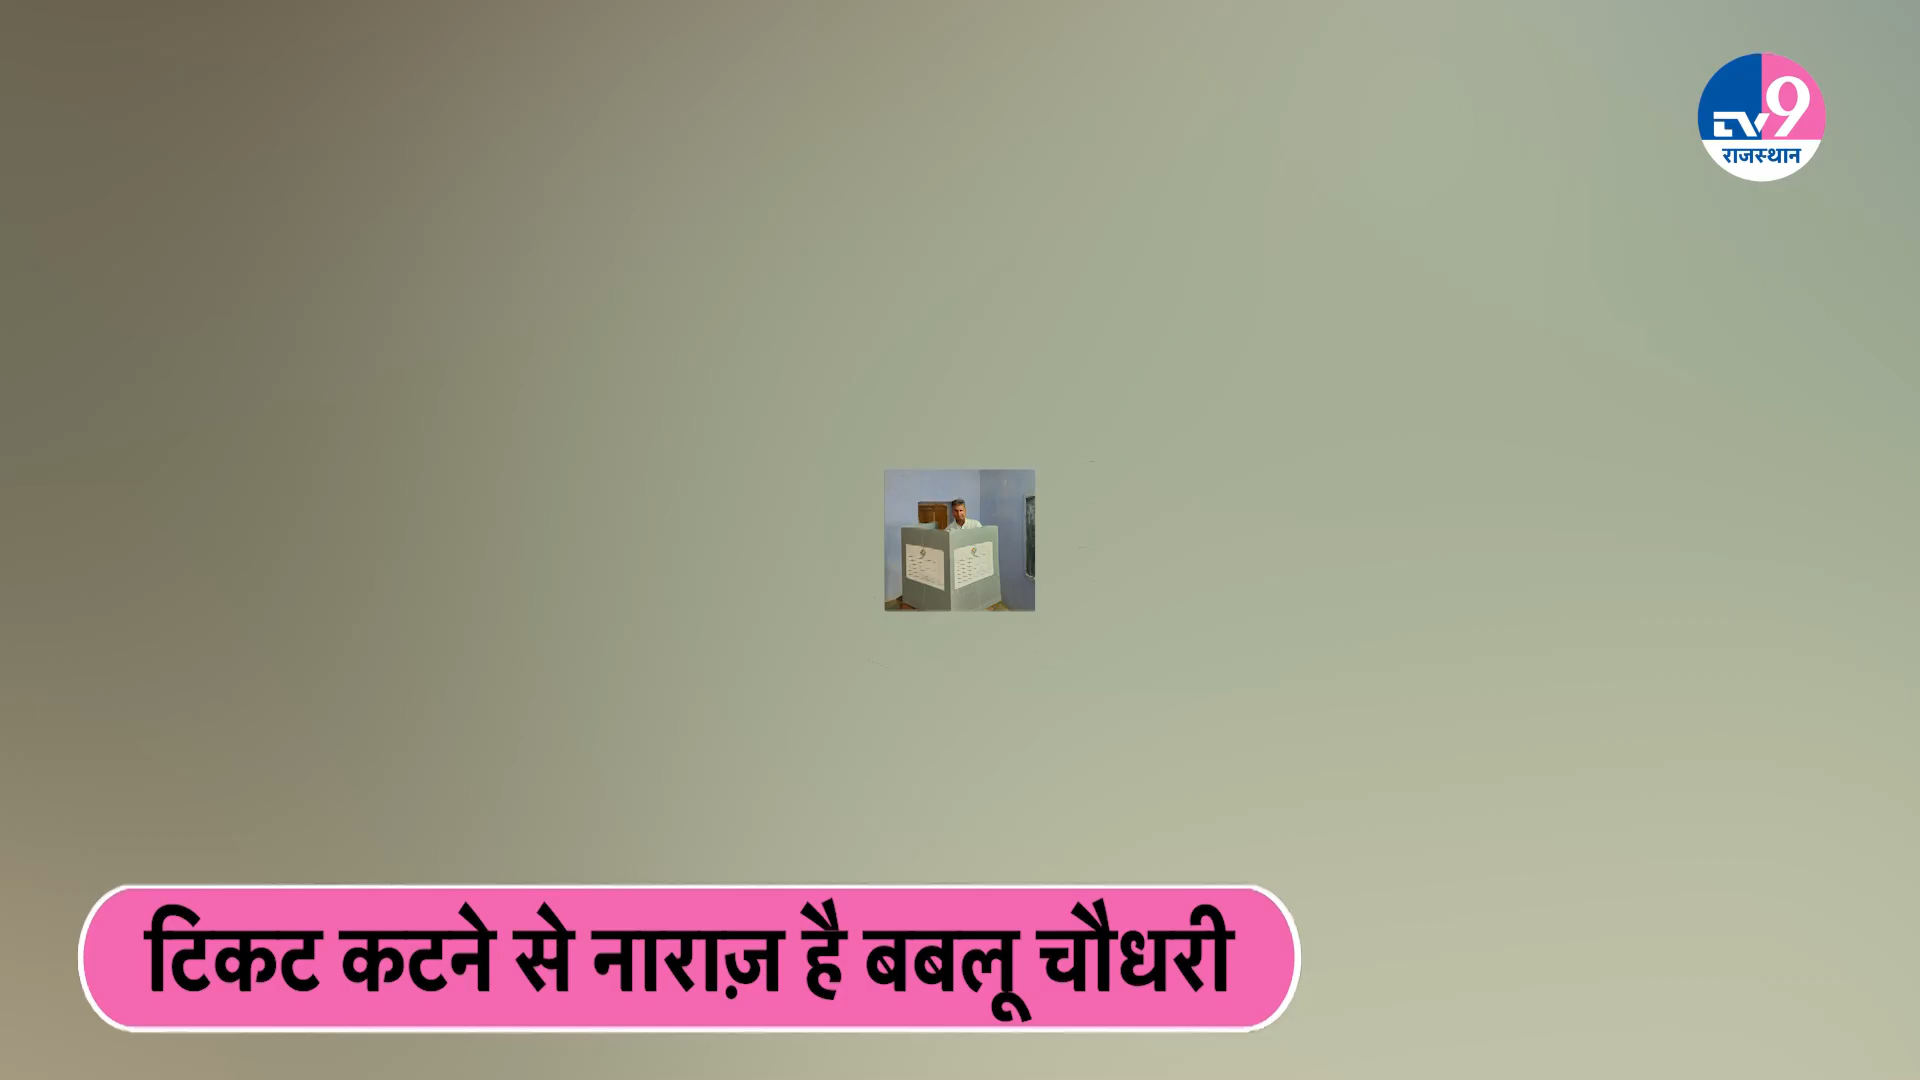 TV9
राजस्थान
टिकट कटने से नाराज़ है बबलू चौधरी